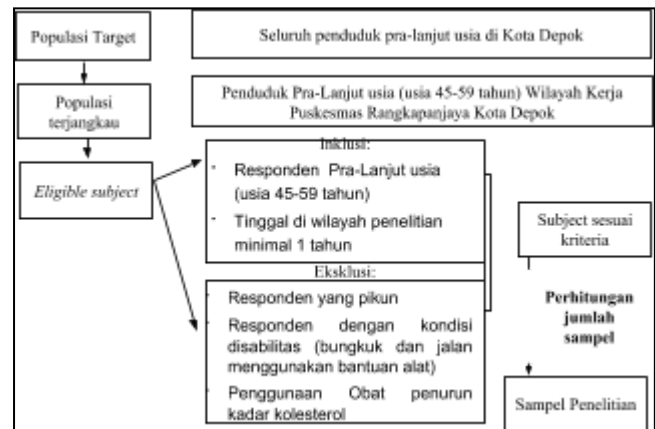 Populasi Target
Seluruh penduduk pra-lanjut usia di Kota Depok
Populasi
terjangkau
Penduduk Pra-Lanjut usia (usia 45-59 tahun) Wilayah Kerja
Puskesmas Rangkapanjaya Kota Depok
Eligible subject
Inklusi:
- Responden Pra-Lanjut usia
(usia 45-59 tahun)
- Tinggal di wilayah penelitian
minimal 1 tahun
Eksklusi:
- Responden yang pikun
- Responden dengan kondisi
disabilitas (bungkuk dan jalan
menggunakan bantuan alat)
- Penggunaan Obat penurun
kadar kolesterol
Subject sesuai
kriteria
Perhitungan
jumlah
sampel
Sampel Penelitian